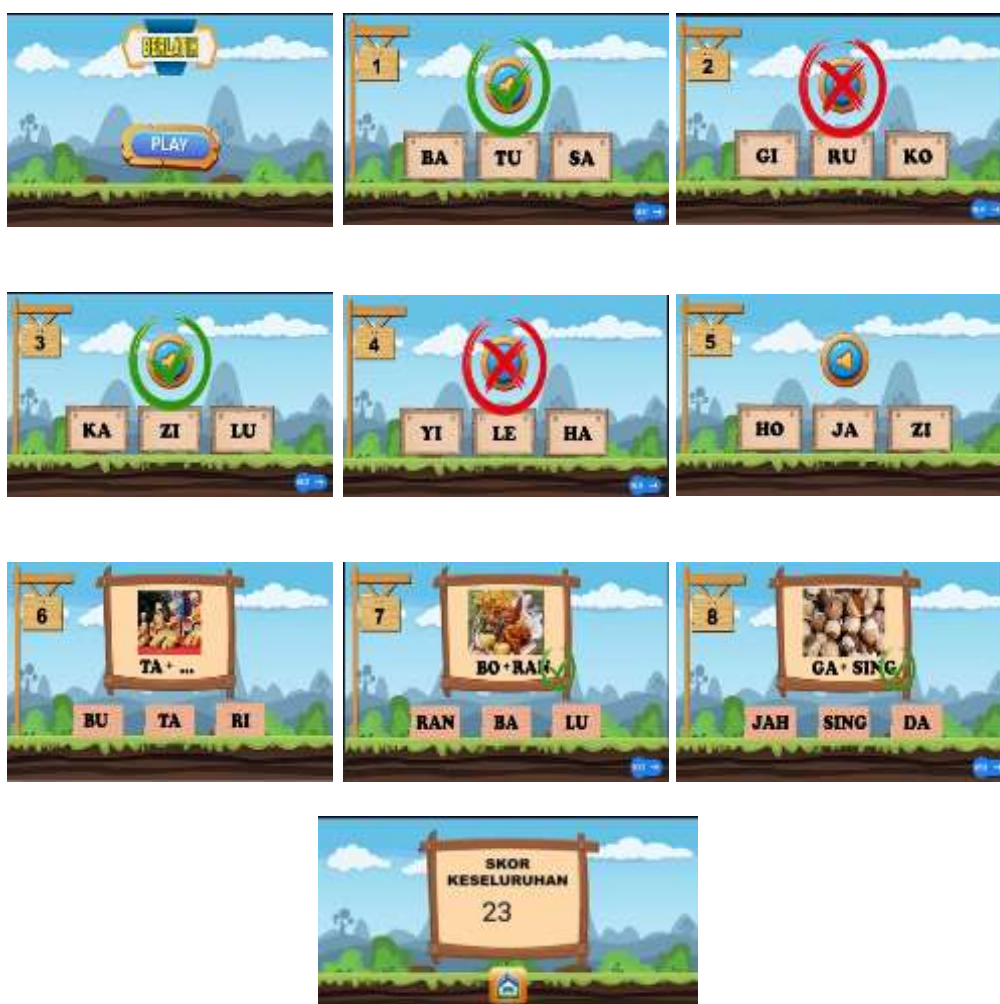 BERLATIH
PLAY
1
BA TU SA
2
GI RU KO
3
KA ZI LU
4
YI LE HA
5
HO JA ZI
6
TA+ ...
BU TA RI
7
BO+RAN
RAN BA LU
8
GA+ SING
JAH SING DA
SKOR
KESELURUHAN
23